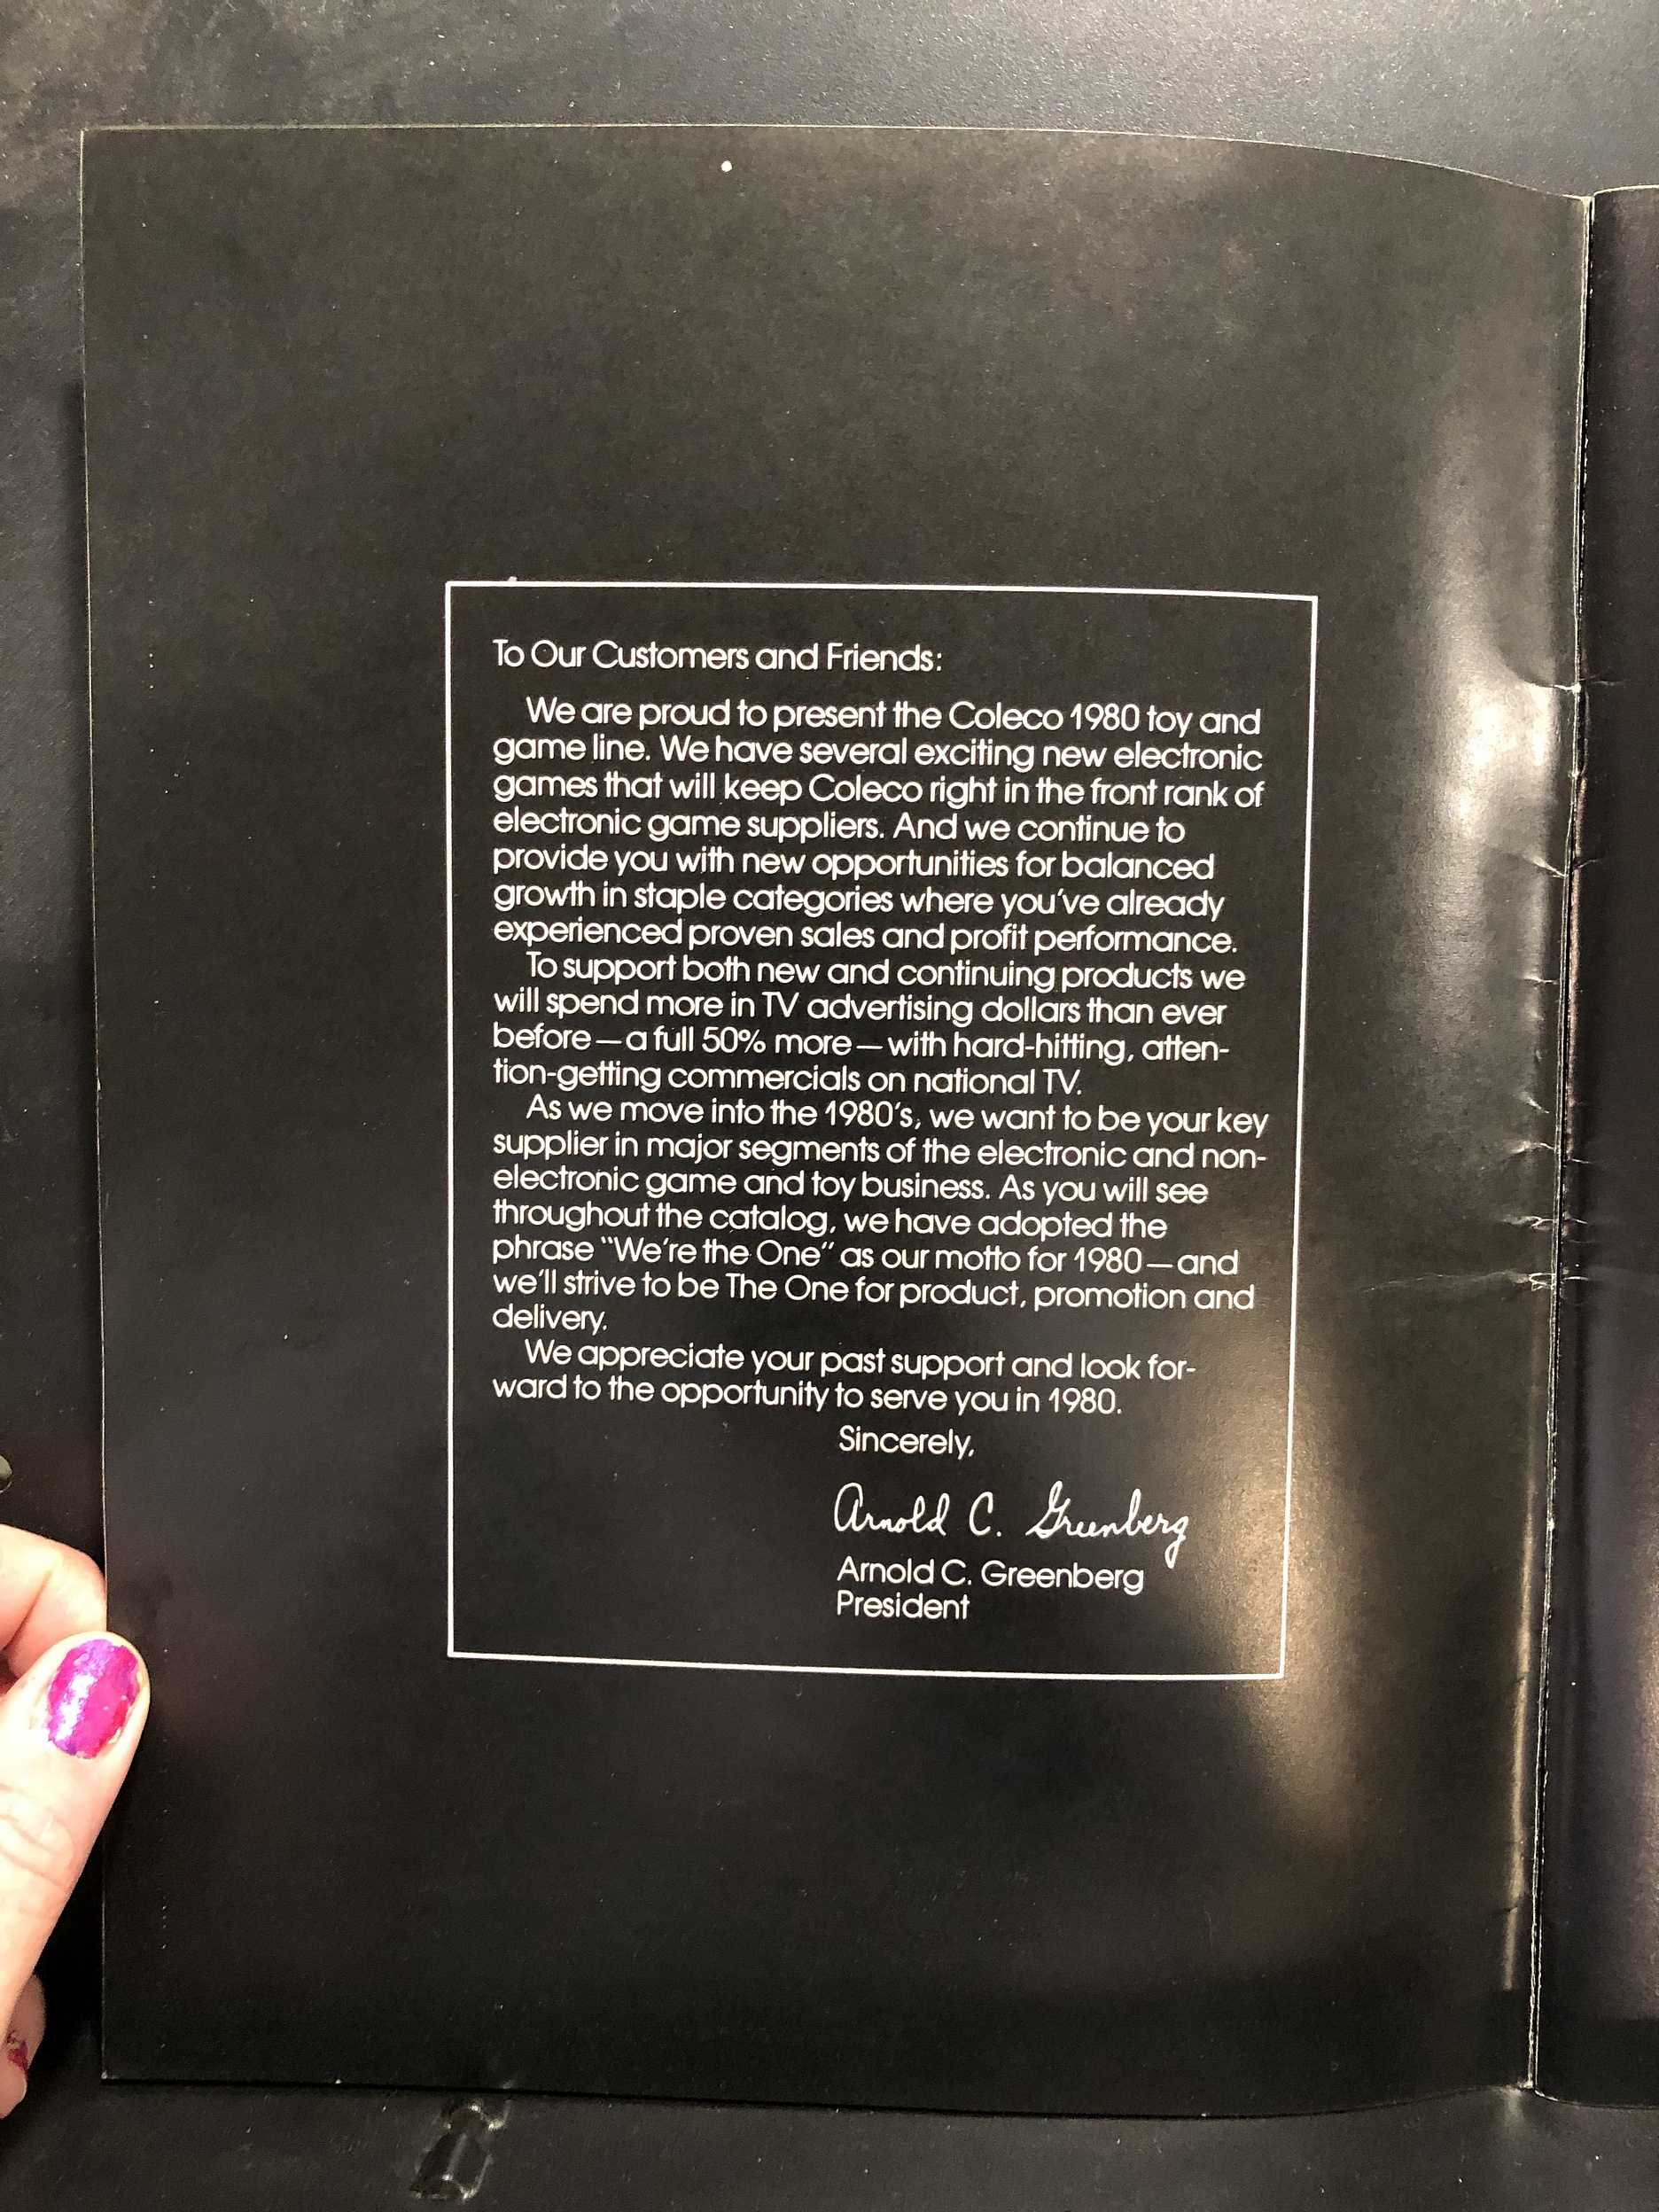 To Our Customers and Friends:
We are proud to present the Coleco 1980 toy and
game line. We have several exciting new electronic
games that will keep Coleco right in the front rank of
electronic game suppliers. And we continue to
provide you with new opportunities for balanced
growth in staple categories where you've already
experienced proven sales and profit performance.
To support both new and continuing products we
will spend more in TV advertising dollars than ever
before—a full 50% more—with hard-hitting, atten-
tion-getting commercials on national TV.
As we move into the 1980's, we want to be your key
supplier in major segments of the electronic and non-
electronic game and toy business. As you will see
throughout the catalog, we have adopted the
phrase "We're the One" as our motto for 1980—and
we'll strive to be The One for product, promotion and
delivery.
We appreciate your past support and look for-
ward to the opportunity to serve you in 1980.
Sincerely,
Arnold C. Greenberg
Arnold C. Greenberg
President